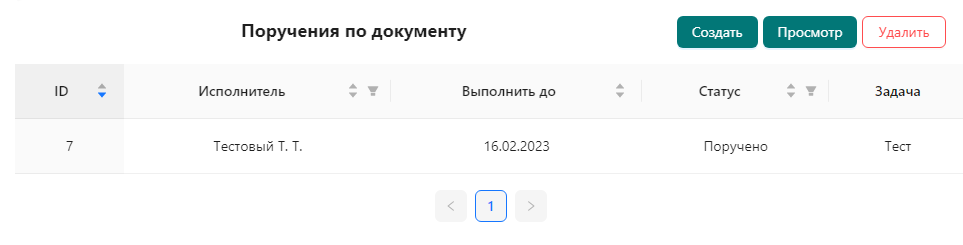 Поручения по документу Создать Просмотр Удалить
ID Исполнитель Выполнить до Статус Задача
7 Тестовый Т. Т. 16.02.2023 Поручено Тест
< 1 >